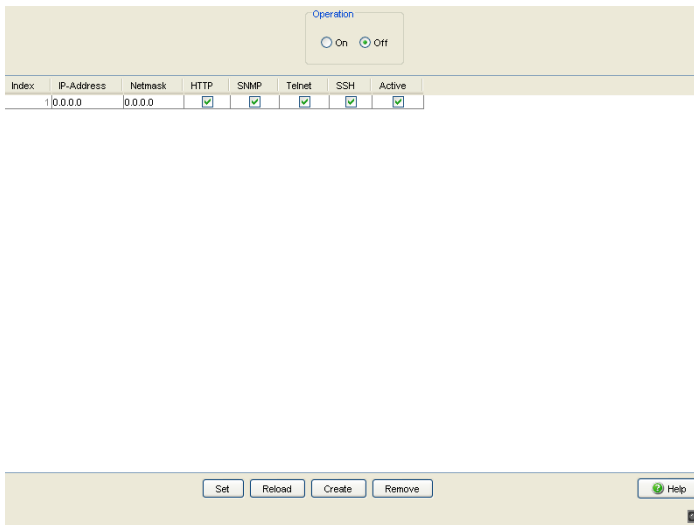 Operation
On Off
Index IP-Address Netmask HTTP SNMP Telnet SSH Active
1 0.0.0.0 0.0.0.0
Set Reload Create Remove Help